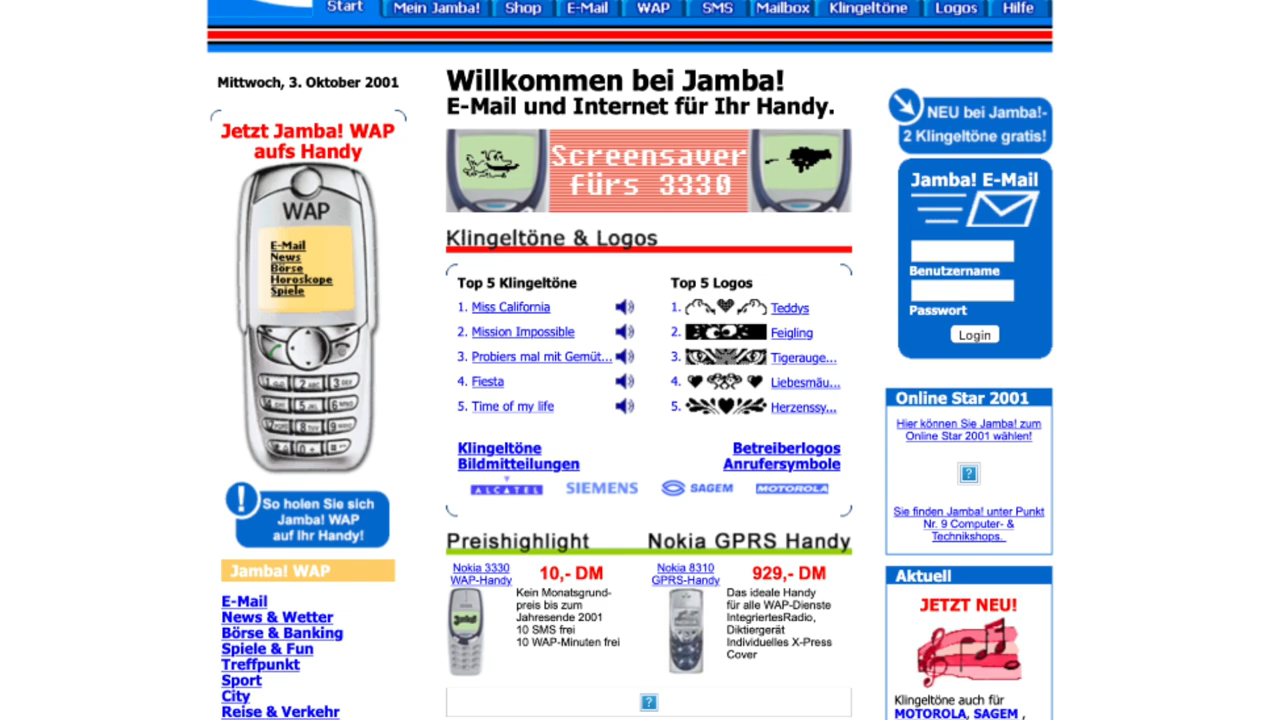 Start Mein Jamba! Shop E-Mail WAP SMS Mailbox Klingeltöne Logos Hilfe
Mittwoch, 3. Oktober 2001
Jetzt Jamba! WAP
aufs Handy
WAP
E-Mail
News
Börse
Horoskope
Spiele
So holen Sie sich
Jamba! WAP
auf Ihr Handy!
Jamba! WAP
E-Mail
News & Wetter
Börse & Banking
Spiele & Fun
Treffpunkt
Sport
City
Reise & Verkehr
Willkommen bei Jamba!
E-Mail und Internet für Ihr Handy.
Screensaver
fürs 3330
Klingeltöne & Logos
Top 5 Klingeltöne
1. Miss California
2. Mission Impossible
3. Probiers mal mit Gemüt...
4. Fiesta
5. Time of my life
Top 5 Logos
1. Teddys
2. Feigling
3. Tigerauge...
4. Liebesmäu...
5. Herzenssy...
Klingeltöne
Bildmitteilungen
Betreiberlogos
Anrufersymbole
ALCATEL SIEMENS SAGEM MOTOROLA
Preishighlight
Nokia 3330
WAP-Handy
10,- DM
Kein Monatsgrund-
preis bis zum
Jahresende 2001
10 SMS frei
10 WAP-Minuten frei
Nokia GPRS Handy
Nokia 8310
GPRS-Handy
929,- DM
Das ideale Handy
für alle WAP-Dienste
IntegriertesRadio,
Diktiergerät
Individuelles X-Press
Cover
NEU bei Jamba!-
2 Klingeltöne gratis!
Jamba! E-Mail
Benutzername
Passwort
Login
Online Star 2001
Hier können Sie Jamba! zum
Online Star 2001 wählen!
Sie finden Jamba! unter Punkt
Nr. 9 Computer- &
Technikshops.
Aktuell
JETZT NEU!
Klingeltöne auch für
MOTOROLA, SAGEM ,